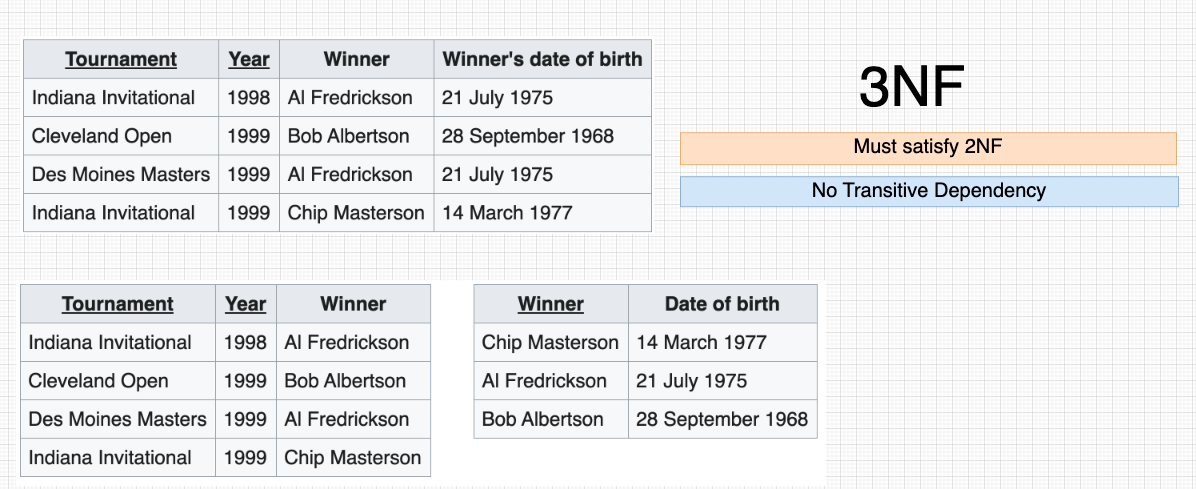 Tournament Year Winner Winner's date of birth
Indiana Invitational 1998 Al Fredrickson 21 July 1975
Cleveland Open 1999 Bob Albertson 28 September 1968
Des Moines Masters 1999 Al Fredrickson 21 July 1975
Indiana Invitational 1999 Chip Masterson 14 March 1977
3NF
Must satisfy 2NF
No Transitive Dependency
Tournament Year Winner
Indiana Invitational 1998 Al Fredrickson
Cleveland Open 1999 Bob Albertson
Des Moines Masters 1999 Al Fredrickson
Indiana Invitational 1999 Chip Masterson
Winner Date of birth
Chip Masterson 14 March 1977
Al Fredrickson 21 July 1975
Bob Albertson 28 September 1968